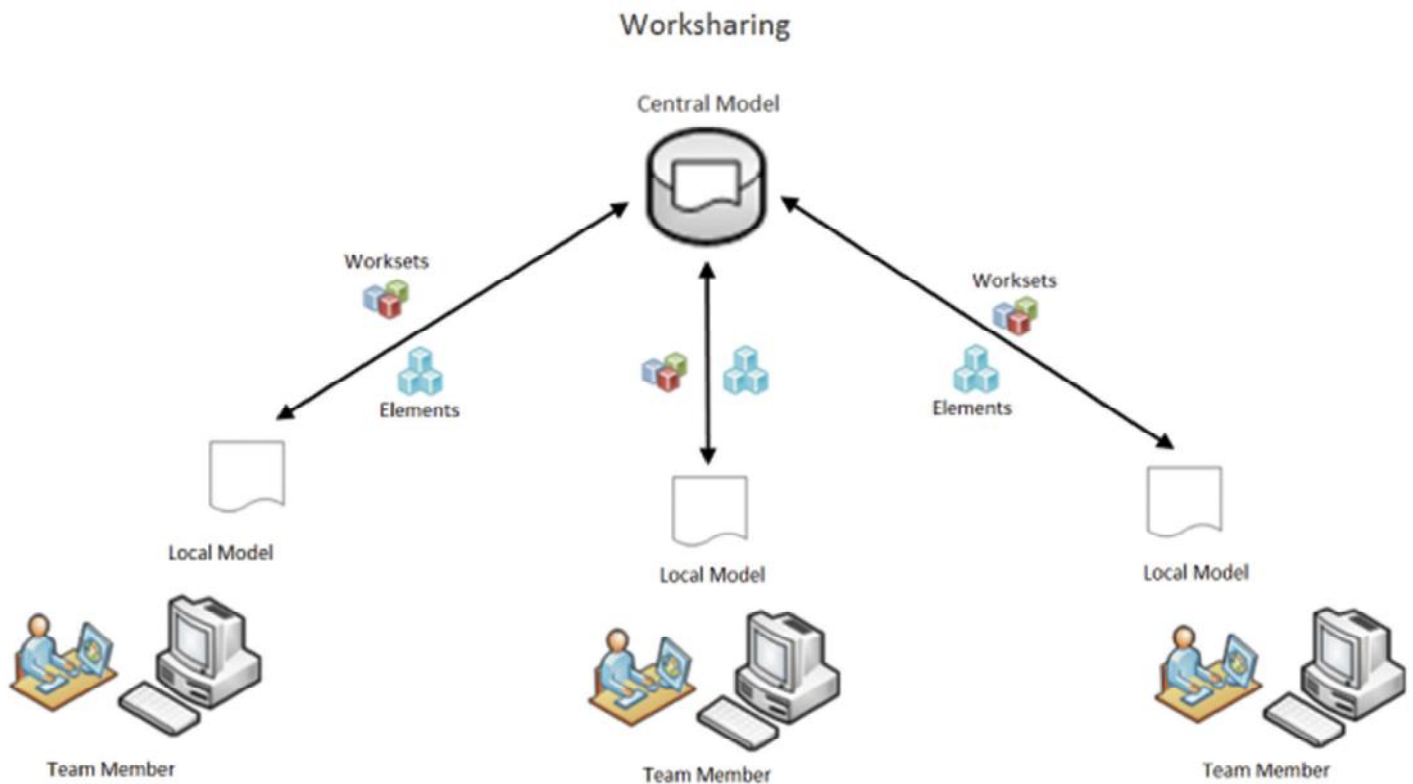 Worksharing
Central Model
Worksets
Worksets
Elements
Elements
Local Model
Local Model
Local Model
Team Member
Team Member
Team Member